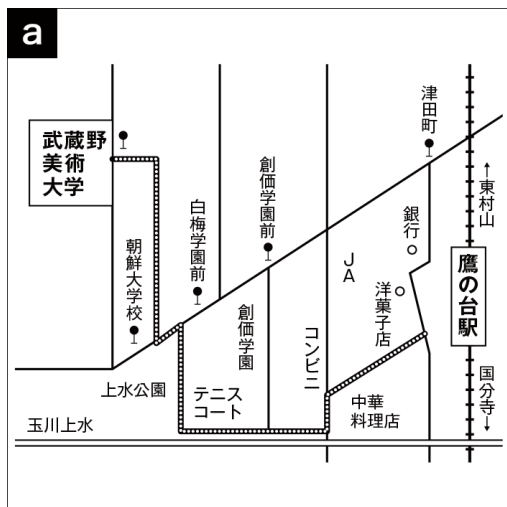 a
武蔵野
美術
大学
朝鮮大学校
白梅学園前
創価学園前
津田町
←東村山
銀行
JA
洋菓子店
鷹の台駅
創価学園
コンビニ
上水公園
テニス
コート
中華
料理店
国分寺→
玉川上水